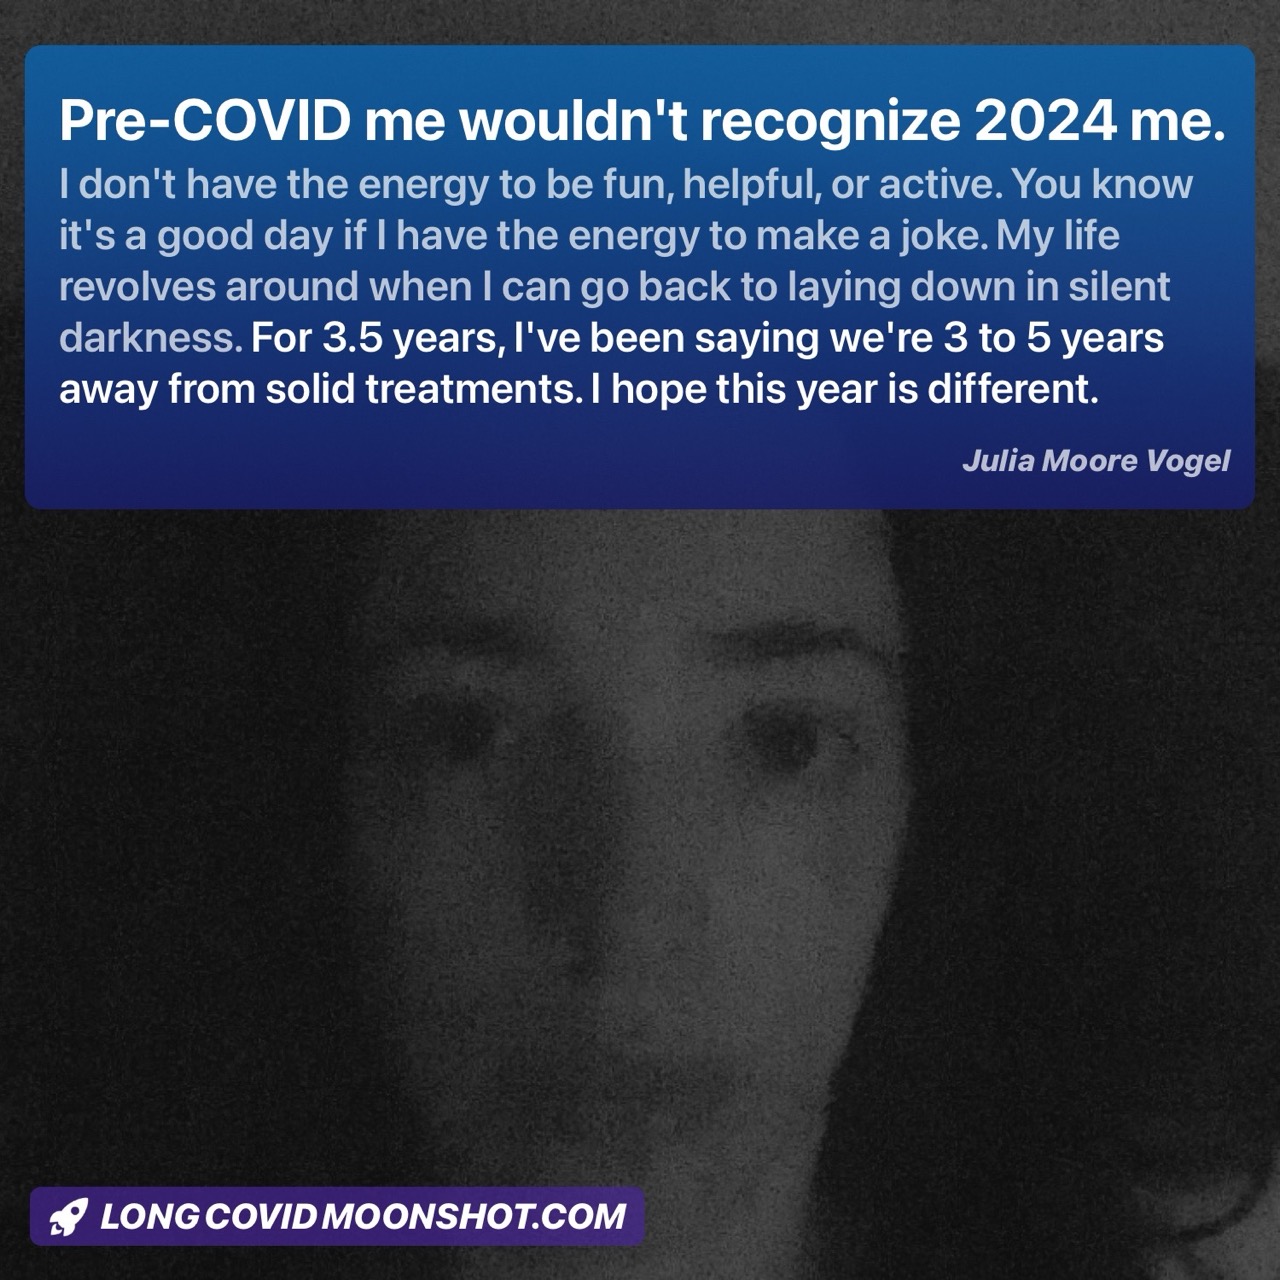 Pre-COVID me wouldn't recognize 2024 me.
I don't have the energy to be fun, helpful, or active. You know
it's a good day if I have the energy to make a joke. My life
revolves around when I can go back to laying down in silent
darkness. For 3.5 years, I've been saying we're 3 to 5 years
away from solid treatments. I hope this year is different.
Julia Moore Vogel
LONG COVID MOONSHOT.COM